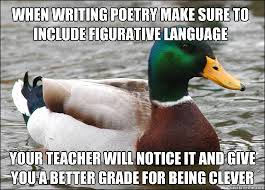 WHEN WRITING POETRY MAKE SURE TO
INCLUDE FIGURATIVE LANGUAGE
YOUR TEACHER WILL NOTICE IT AND GIVE
YOU A BETTER GRADE FOR BEING CLEVER